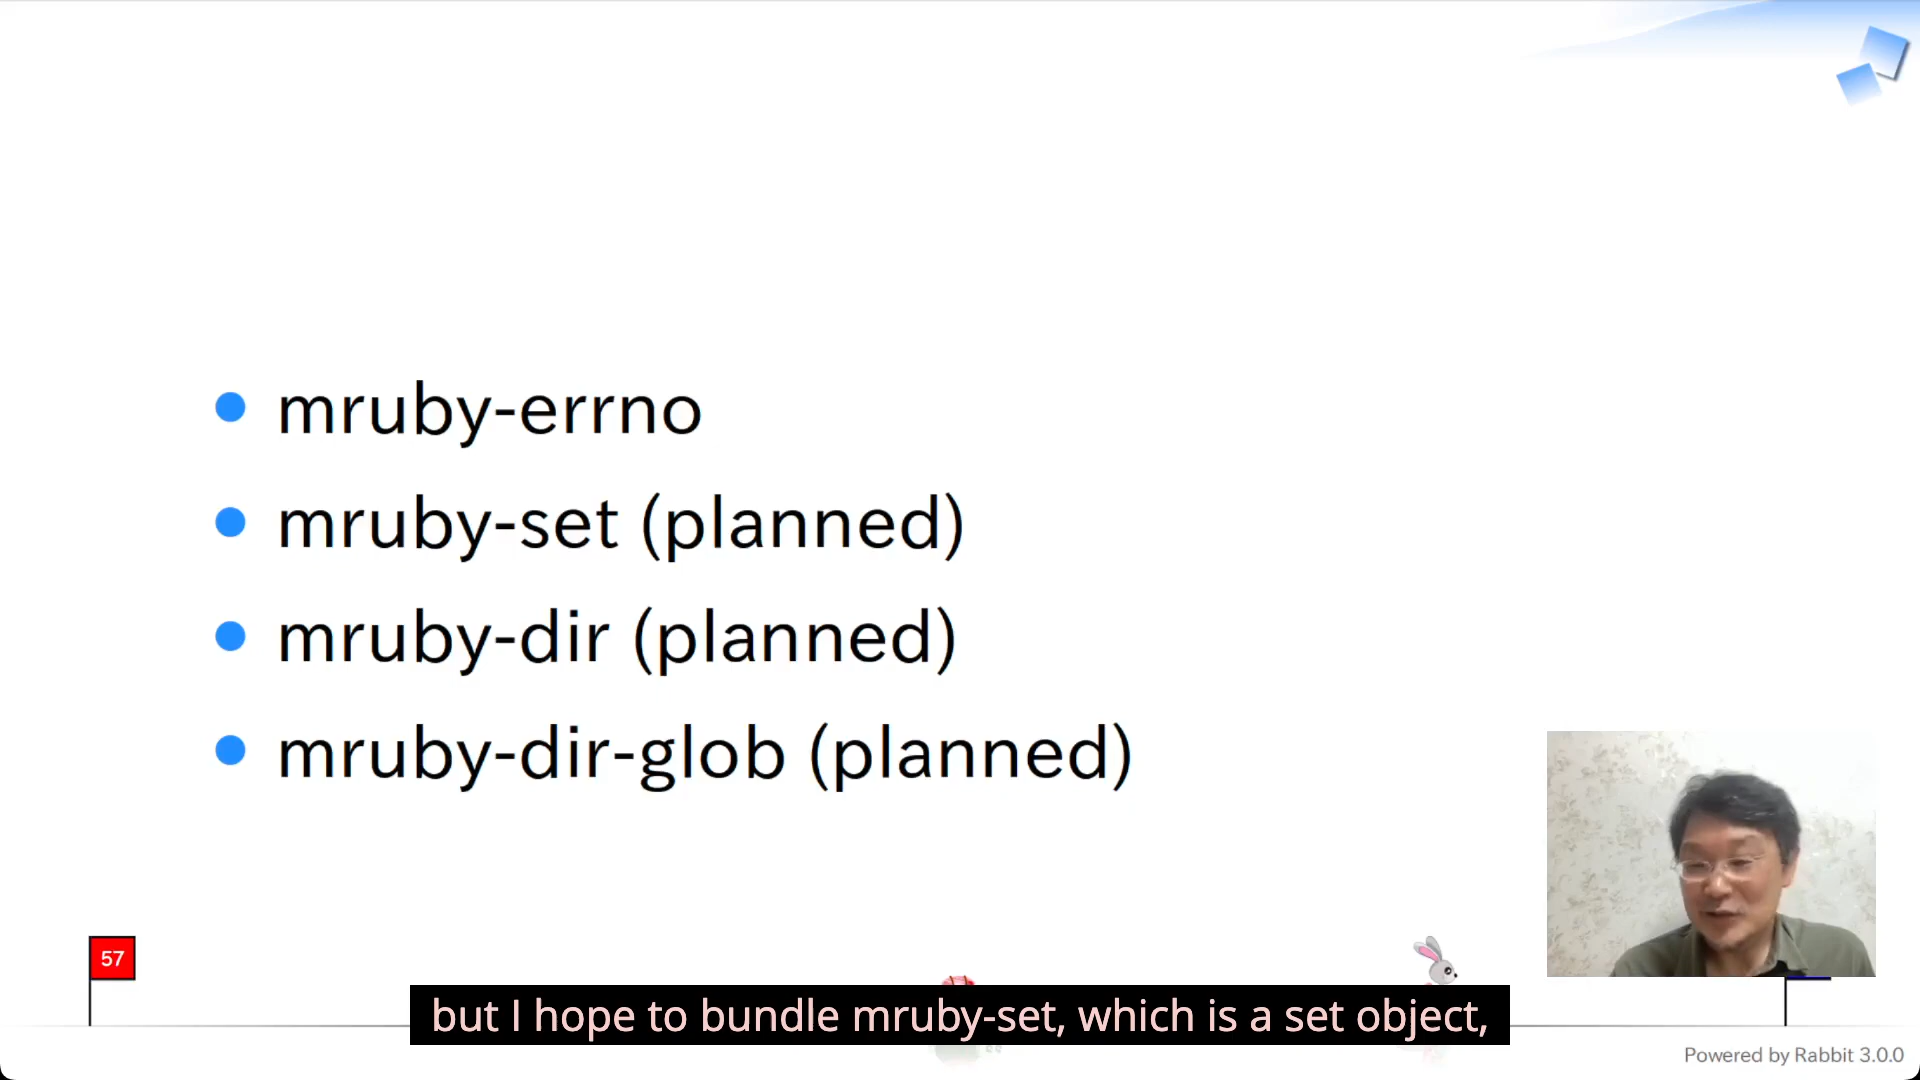 mruby-errno
mruby-set (planned)
mruby-dir (planned)
mruby-dir-glob (planned)
57
but I hope to bundle mruby-set, which is a set object,
Powered by Rabbit 3.0.0